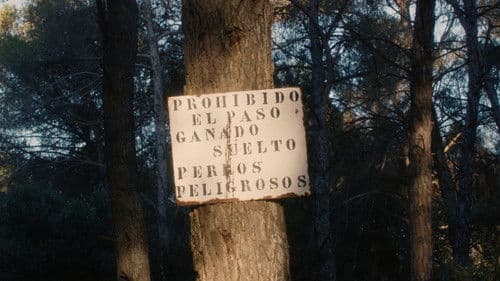 PROHIBIDO
EL PASO
GANADO
SUELTO
PERROS
PELIGROSOS